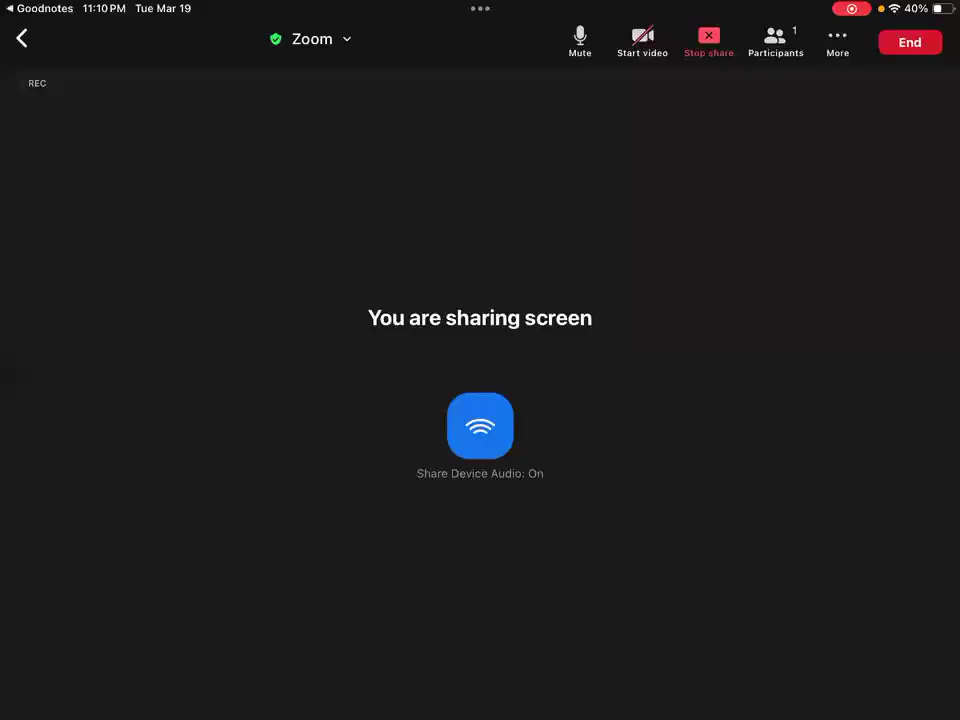 Goodnotes 11:10 PM Tue Mar 19
40%
Zoom
1
Mute Start video Stop share Participants More End
REC
You are sharing screen
Share Device Audio: On